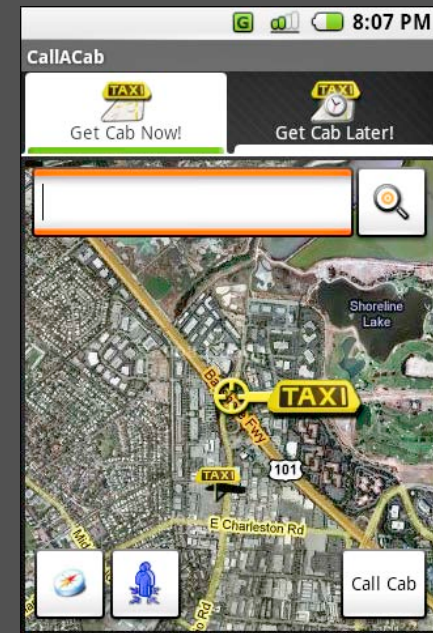 G
8:07 PM
CallACab
TAXI
TAXI
Get Cab Now!
Get Cab Later!
Shoreline
Lake
TAXI
TAXI
101
E Charleston Rd
Call Cab
Rd